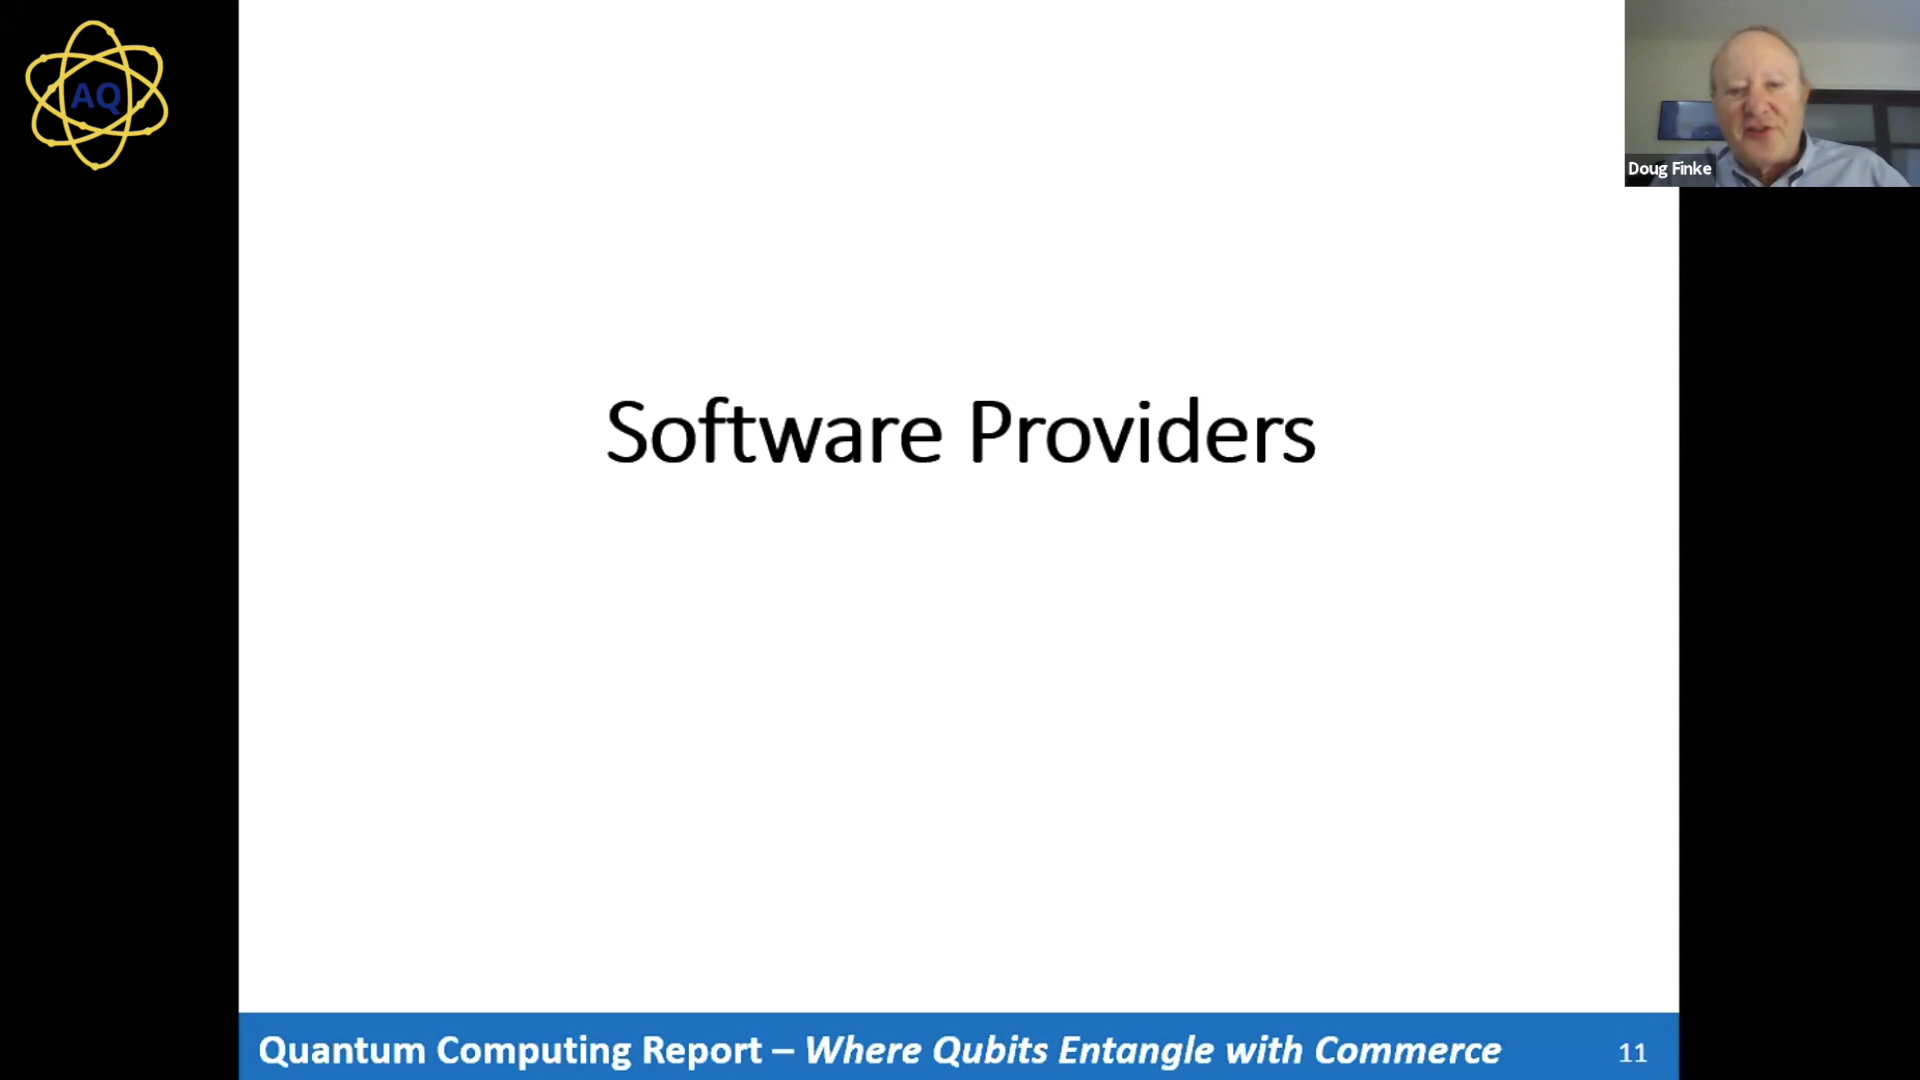 AQ
Doug Finke
Software Providers
Quantum Computing Report – Where Qubits Entangle with Commerce
11